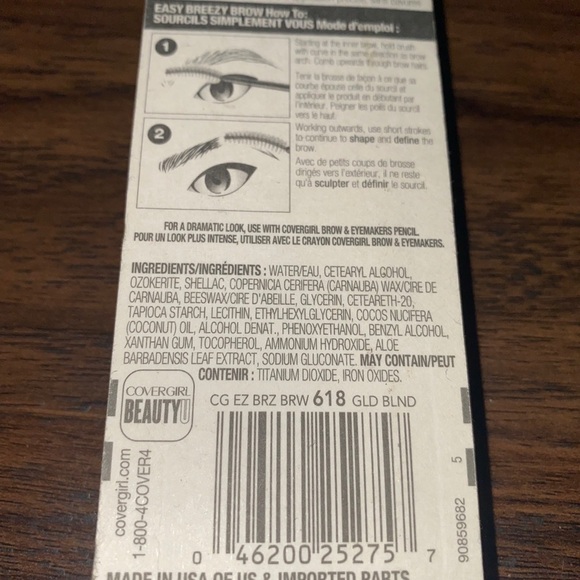 EASY BREEZY BROW How To:
SOURCILS SIMPLEMENT VOUS Mode d'emploi :
1
Starting at the inner brow, hold brush
with curve in the same direction as brow
arch. Comb upwards through brow hairs.
Tenir la brosse de façon à ce que sa
courbe épouse celle du sourcil et
appliquer le produit en débutant par
l'intérieur. Peigner les poils du sourcil
vers le haut.
2
Working outwards, use short strokes
to continue to shape and define the
brow.
Avec de petits coups de brosse
dirigés vers l'extérieur, il ne reste
qu'à sculpter et définir le sourcil.
FOR A DRAMATIC LOOK, USE WITH COVERGIRL BROW & EYEMAKERS PENCIL.
POUR UN LOOK PLUS INTENSE, UTILISER AVEC LE CRAYON COVERGIRL BROW & EYEMAKERS.
INGREDIENTS/INGRÉDIENTS : WATER/EAU, CETEARYL ALCOHOL,
OZOKERITE, SHELLAC, COPERNICIA CERIFERA (CARNAUBA) WAX/CIRE DE
CARNAUBA, BEESWAX/CIRE D'ABEILLE, GLYCERIN, CETEARETH-20,
TAPIOCA STARCH, LECITHIN, ETHYLHEXYLGLYCERIN, COCOS NUCIFERA
(COCONUT) OIL, ALCOHOL DENAT., PHENOXYETHANOL, BENZYL ALCOHOL,
XANTHAN GUM, TOCOPHEROL, AMMONIUM HYDROXIDE, ALOE
BARBADENSIS LEAF EXTRACT, SODIUM GLUCONATE. MAY CONTAIN/PEUT
CONTENIR : TITANIUM DIOXIDE, IRON OXIDES.
COVERGIRL
BEAUTYU
CG EZ BRZ BRW 618 GLD BLND
covergirl.com
1-800-4COVER4
0 46200 25275 7
90859682 5
MADE IN USA OF US & IMPORTED PARTS